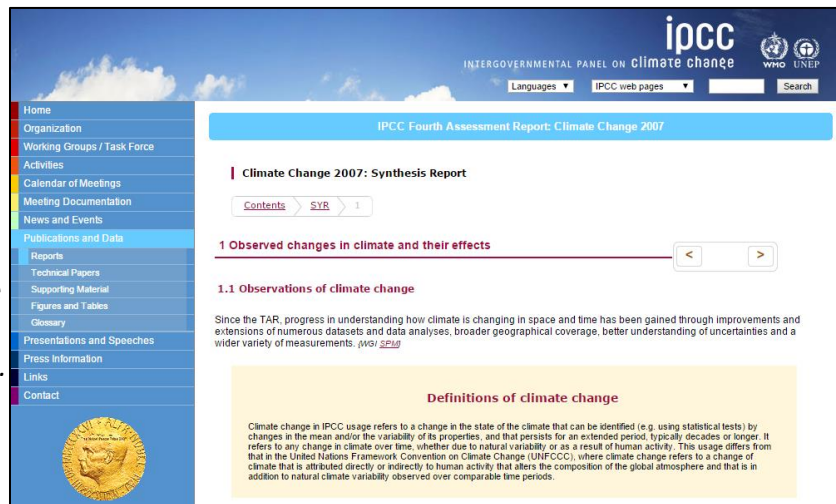 ipcc
INTERGOVERNMENTAL PANEL ON climate change
WMO UNEP
Languages
IPCC web pages
Search
Home
Organization
Working Groups / Task Force
Activities
Calendar of Meetings
Meeting Documentation
News and Events
Publications and Data
Reports
Technical Papers
Supporting Material
Figures and Tables
Glossary
Presentations and Speeches
Press Information
Links
Contact
IPCC Fourth Assessment Report: Climate Change 2007
Climate Change 2007: Synthesis Report
Contents SYR 1
1 Observed changes in climate and their effects
< >
1.1 Observations of climate change
Since the TAR, progress in understanding how climate is changing in space and time has been gained through improvements and
extensions of numerous datasets and data analyses, broader geographical coverage, better understanding of uncertainties and a
wider variety of measurements. {WGI SPM}
Definitions of climate change
Climate change in IPCC usage refers to a change in the state of the climate that can be identified (e.g. using statistical tests) by
changes in the mean and/or the variability of its properties, and that persists for an extended period, typically decades or longer. It
refers to any change in climate over time, whether due to natural variability or as a result of human activity. This usage differs from
that in the United Nations Framework Convention on Climate Change (UNFCCC), where climate change refers to a change of
climate that is attributed directly or indirectly to human activity that alters the composition of the global atmosphere and that is in
addition to natural climate variability observed over comparable time periods.